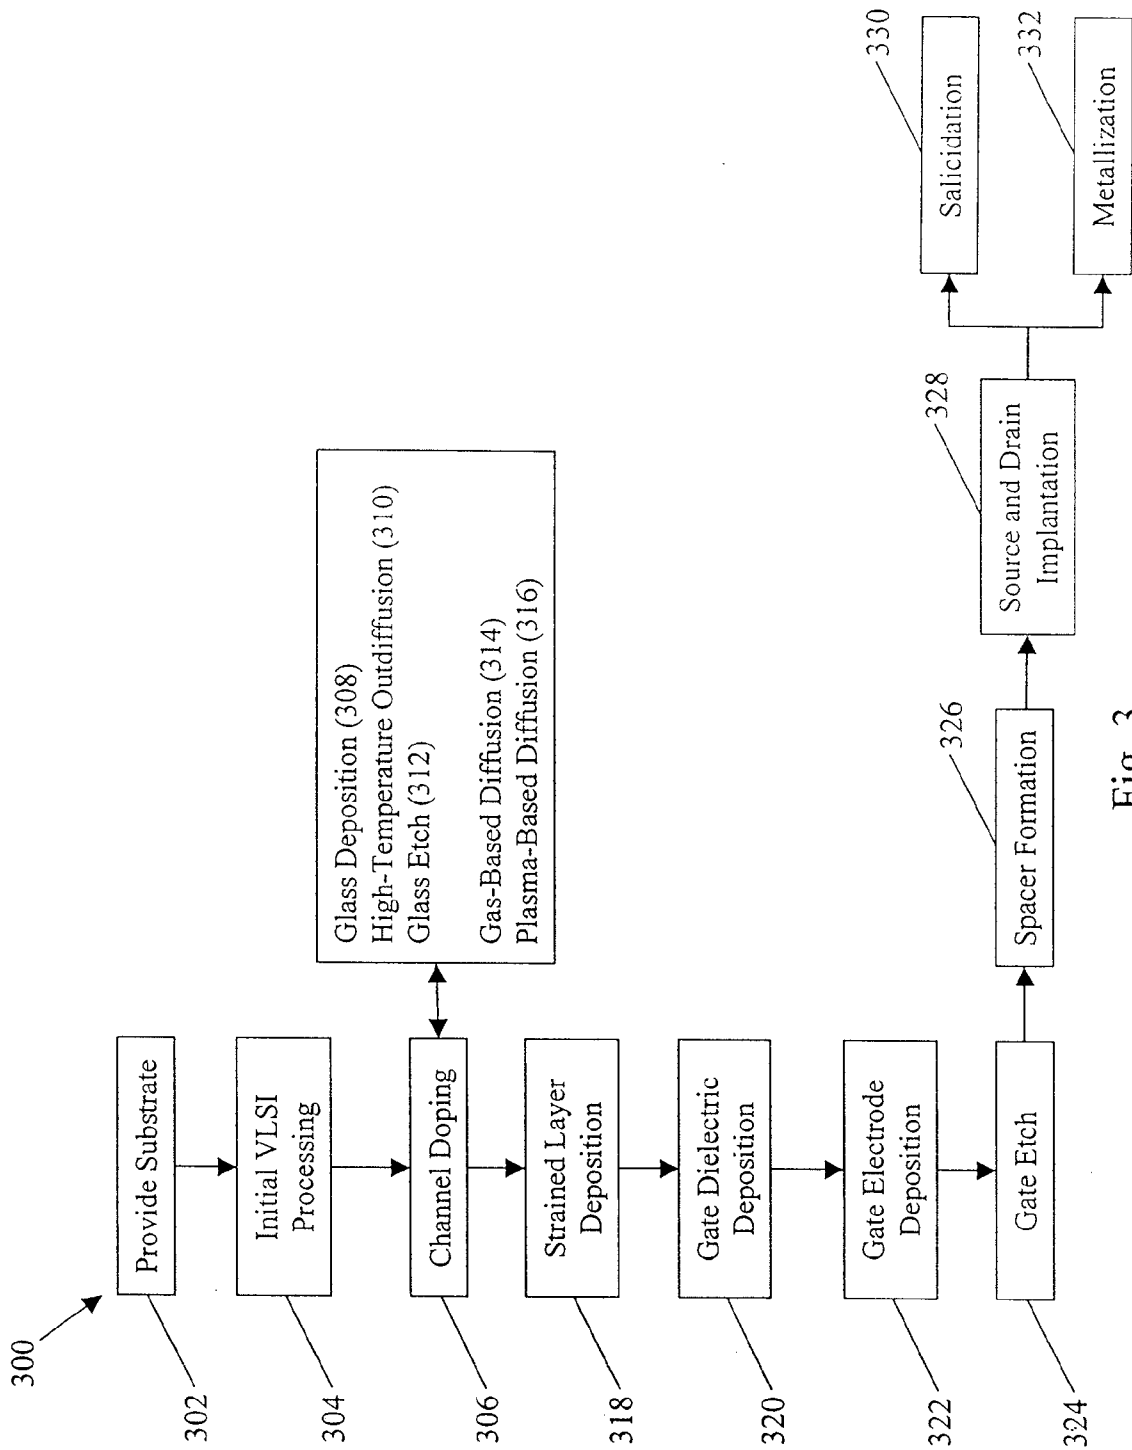 300
Provide Substrate
302
Initial VLSI
Processing
304
Channel Doping
306
Glass Deposition (308)
High-Temperature Outdiffusion (310)
Glass Etch (312)
Gas-Based Diffusion (314)
Plasma-Based Diffusion (316)
Strained Layer
Deposition
318
Gate Dielectric
Deposition
320
Gate Electrode
Deposition
322
Gate Etch
324
Spacer Formation
326
Source and Drain
Implantation
328
Salicidation
330
Metallization
332
Fig. 3